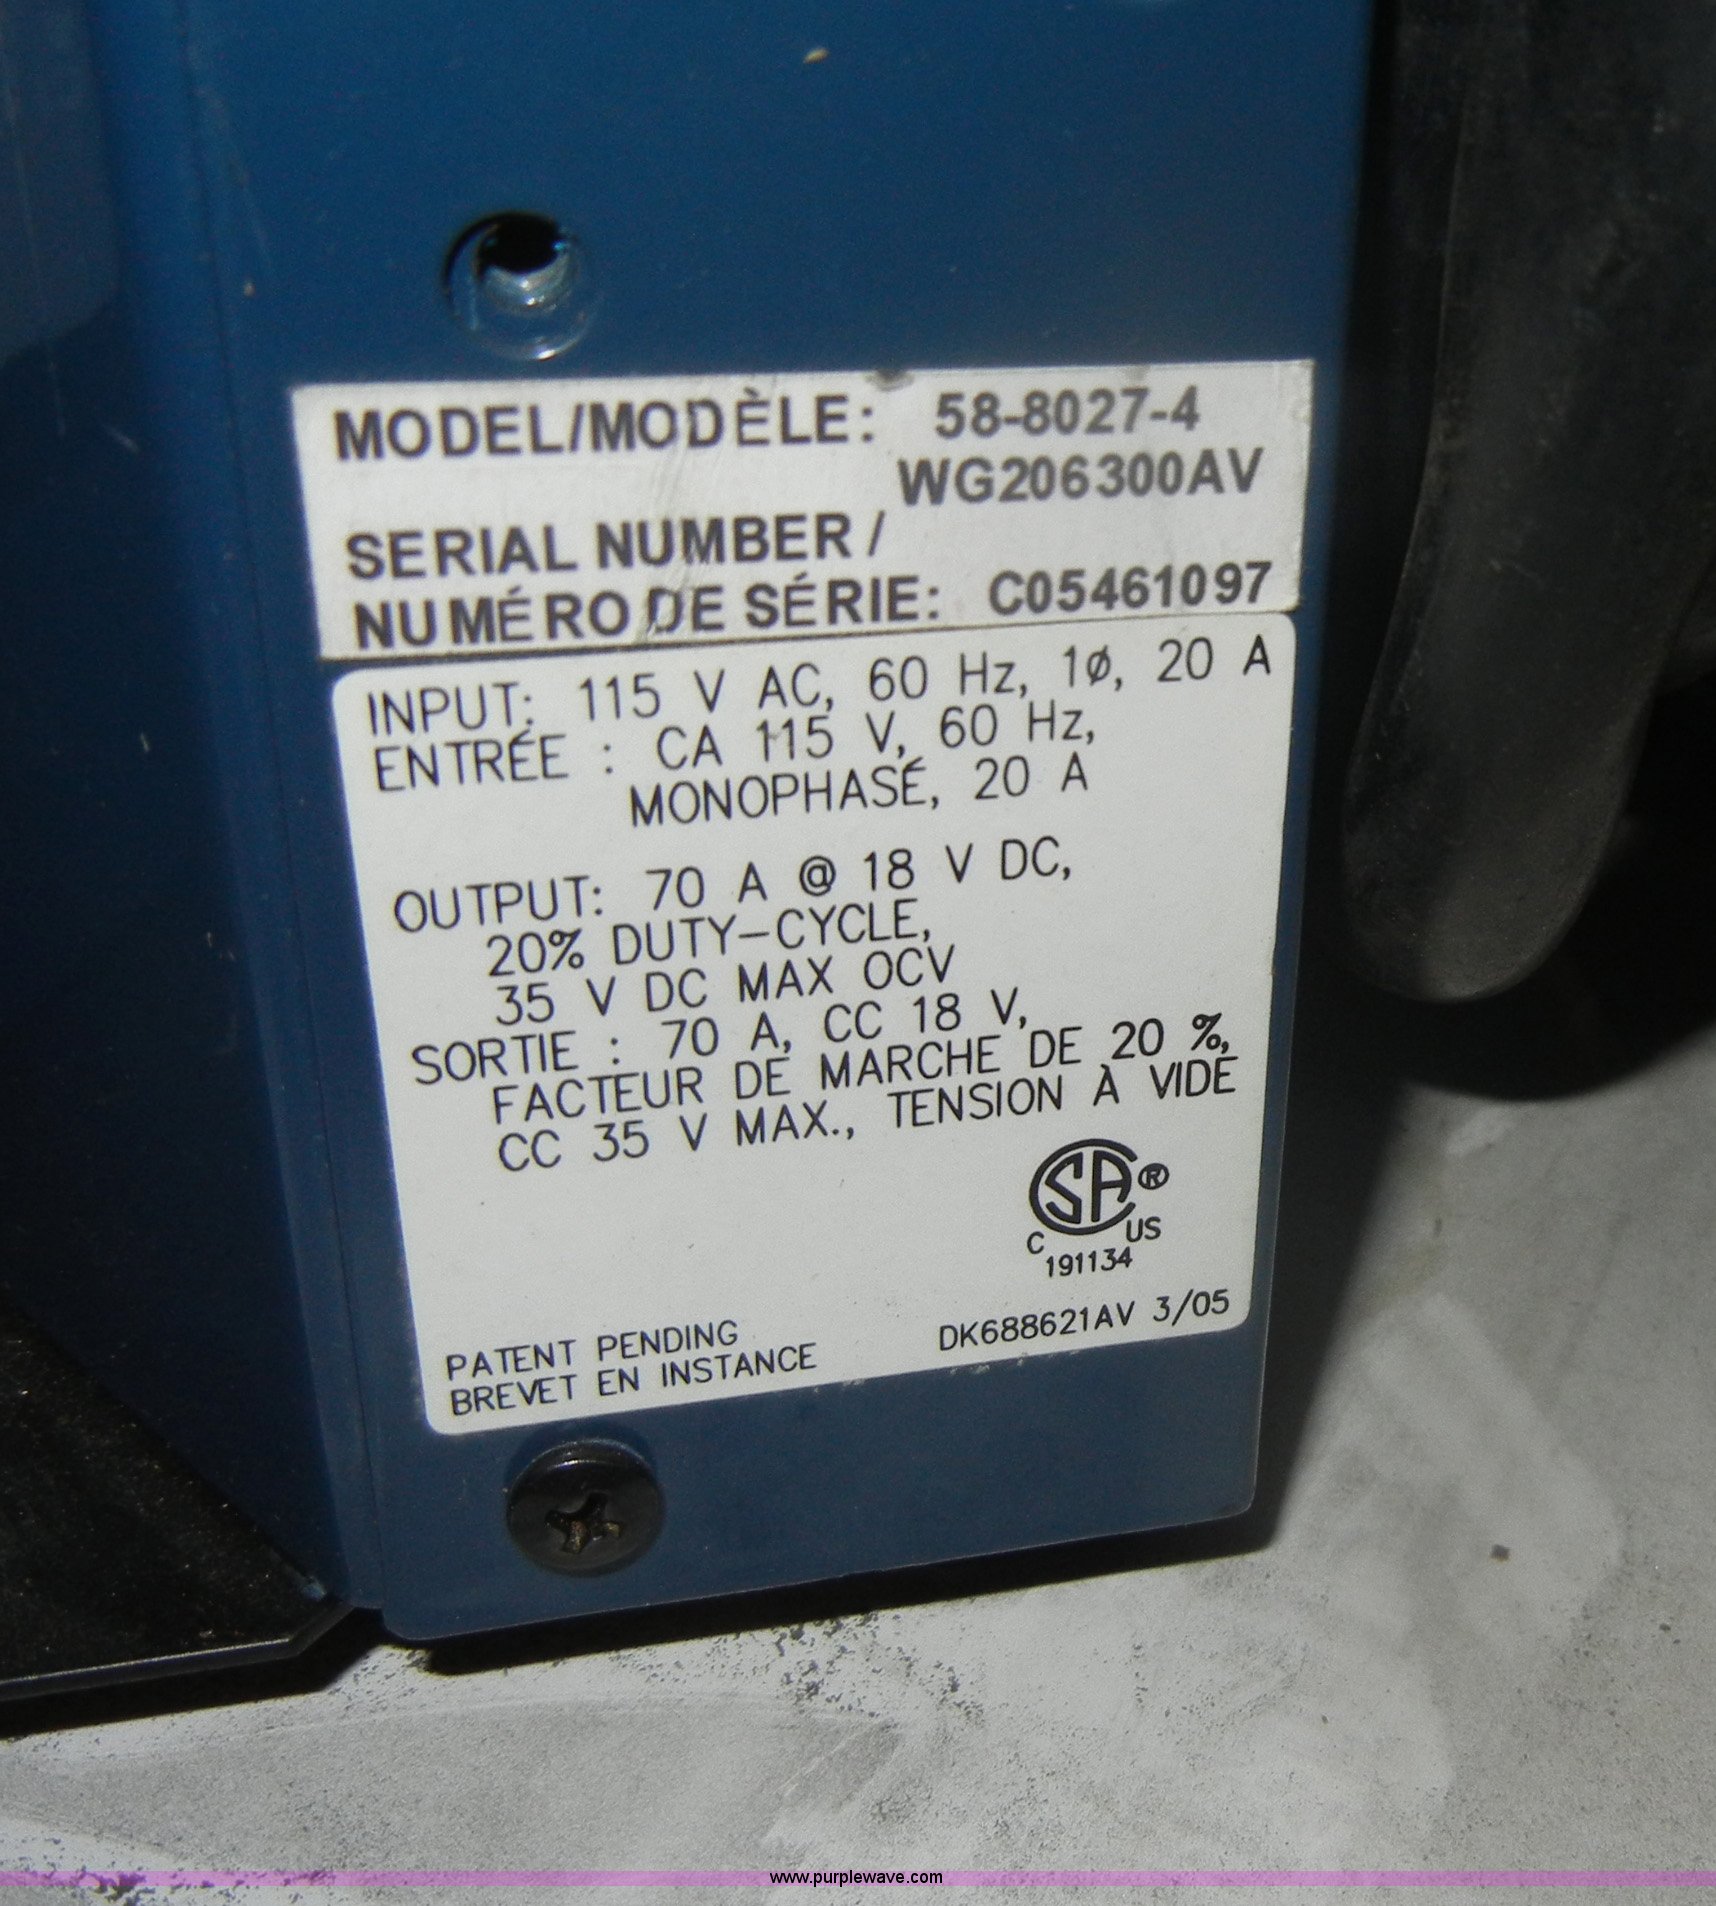 MODEL/MODÈLE: 58-8027-4
WG206300AV
SERIAL NUMBER /
NUMÉRO DE SÉRIE: C05461097
INPUT: 115 V AC, 60 Hz, 1ø, 20 A
ENTRÉE : CA 115 V, 60 Hz,
MONOPHASÉ, 20 A
OUTPUT: 70 A @ 18 V DC,
20% DUTY-CYCLE,
35 V DC MAX OCV
SORTIE : 70 A, CC 18 V,
FACTEUR DE MARCHE DE 20 %,
CC 35 V MAX., TENSION À VIDE
SA®
C US
191134
PATENT PENDING
BREVET EN INSTANCE
DK688621AV 3/05
www.purplewave.com